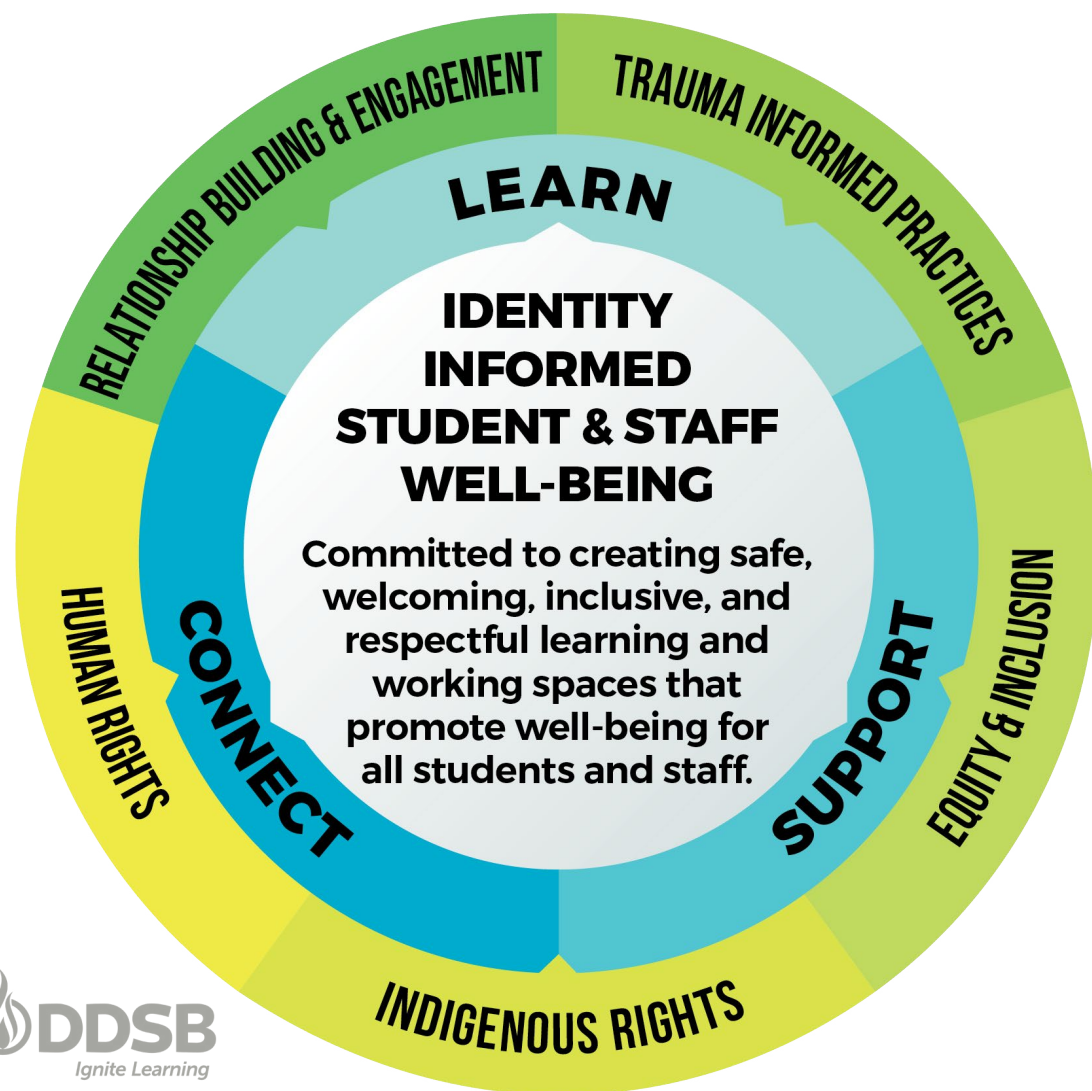 RELATIONSHIP BUILDING & ENGAGEMENT
TRAUMA INFORMED PRACTICES
EQUITY & INCLUSION
INDIGENOUS RIGHTS
HUMAN RIGHTS
LEARN
SUPPORT
CONNECT
IDENTITY
INFORMED
STUDENT & STAFF
WELL-BEING
Committed to creating safe,
welcoming, inclusive, and
respectful learning and
working spaces that
promote well-being for
all students and staff.
DDSB
Ignite Learning